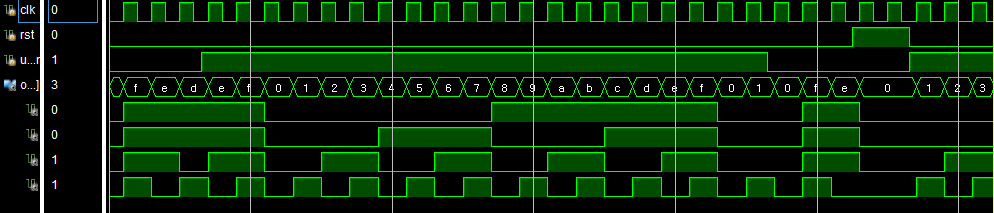 clk 0
rst 0
u...r 1
o...] 3 f e d e f 0 1 2 3 4 5 6 7 8 9 a b c d e f 0 1 0 f e 0 1 2 3
0
0
1
1